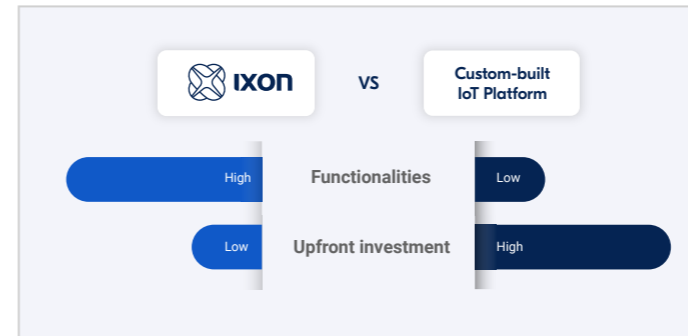 IXON
VS
Custom-built
IoT Platform
High
Functionalities
Low
Low
Upfront investment
High